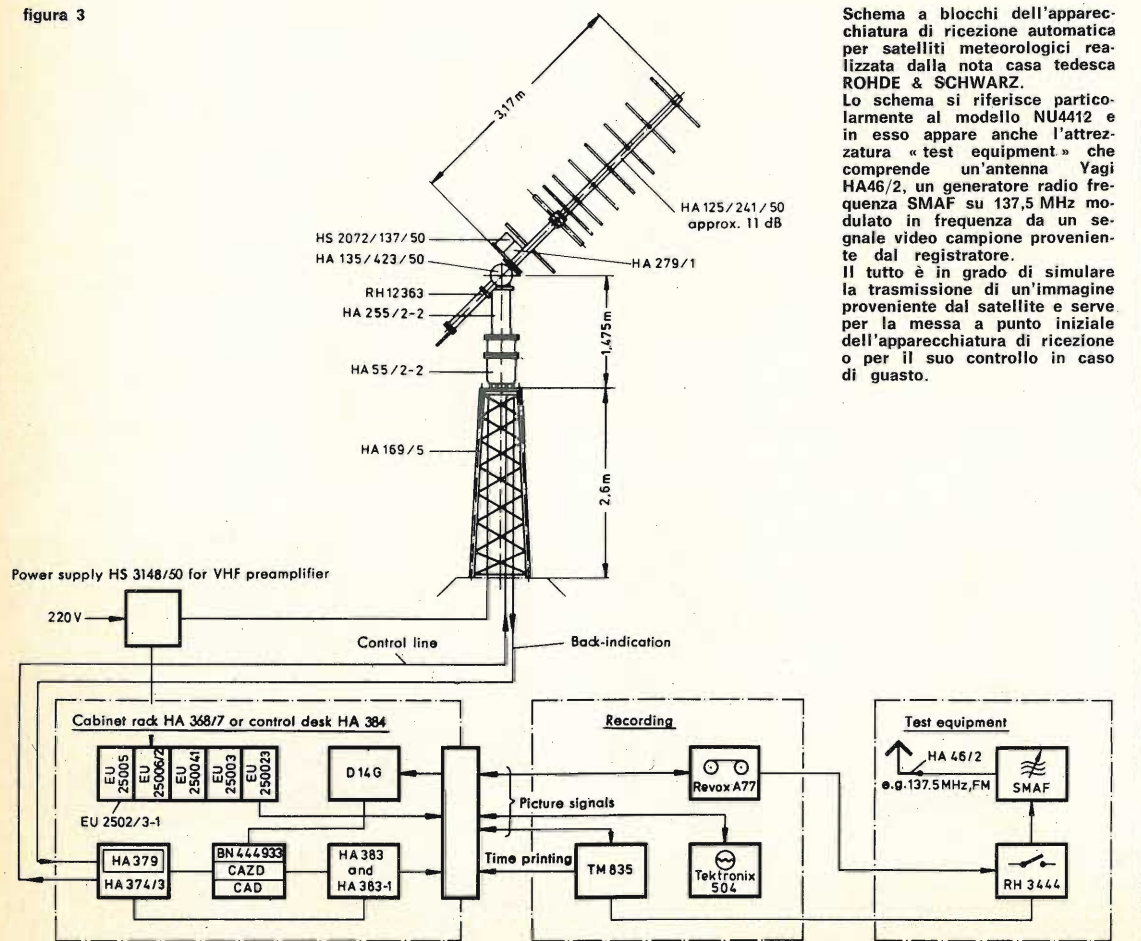 figura 3
Schema a blocchi dell'apparec-
chiatura di ricezione automatica
per satelliti meteorologici rea-
lizzata dalla nota casa tedesca
ROHDE & SCHWARZ.
Lo schema si riferisce partico-
larmente al modello NU4412 e
in esso appare anche l'attrez-
zatura « test equipment » che
comprende un'antenna Yagi
HA46/2, un generatore radio fre-
quenza SMAF su 137,5 MHz mo-
dulato in frequenza da un se-
gnale video campione provenien-
te dal registratore.
Il tutto è in grado di simulare
la trasmissione di un'immagine
proveniente dal satellite e serve
per la messa a punto iniziale
dell'apparecchiatura di ricezione
o per il suo controllo in caso
di guasto.
3,17m
HA 125/241/50
approx. 11 dB
HS 2072/137/50
HA 135/423/50
HA 279/1
RH 12363
HA 255/2-2
1,475m
HA 55/2-2
HA 169/5
2,6m
Power supply HS 3148/50 for VHF preamplifier
220V
Control line
Back-indication
Cabinet rack HA 368/7 or control desk HA 384
EU 25005
EU 25006/2
EU 250041
EU 25003
EU 250023
EU 2502/3-1
D14G
HA 379
HA 374/3
BN 444933
CAZD
CAD
HA 383
and
HA 383-1
Recording
Revox A77
Picture signals
Time printing
TM 835
Tektronix
504
Test equipment
HA 46/2
e.g.137.5MHz,FM
SMAF
RH 3444